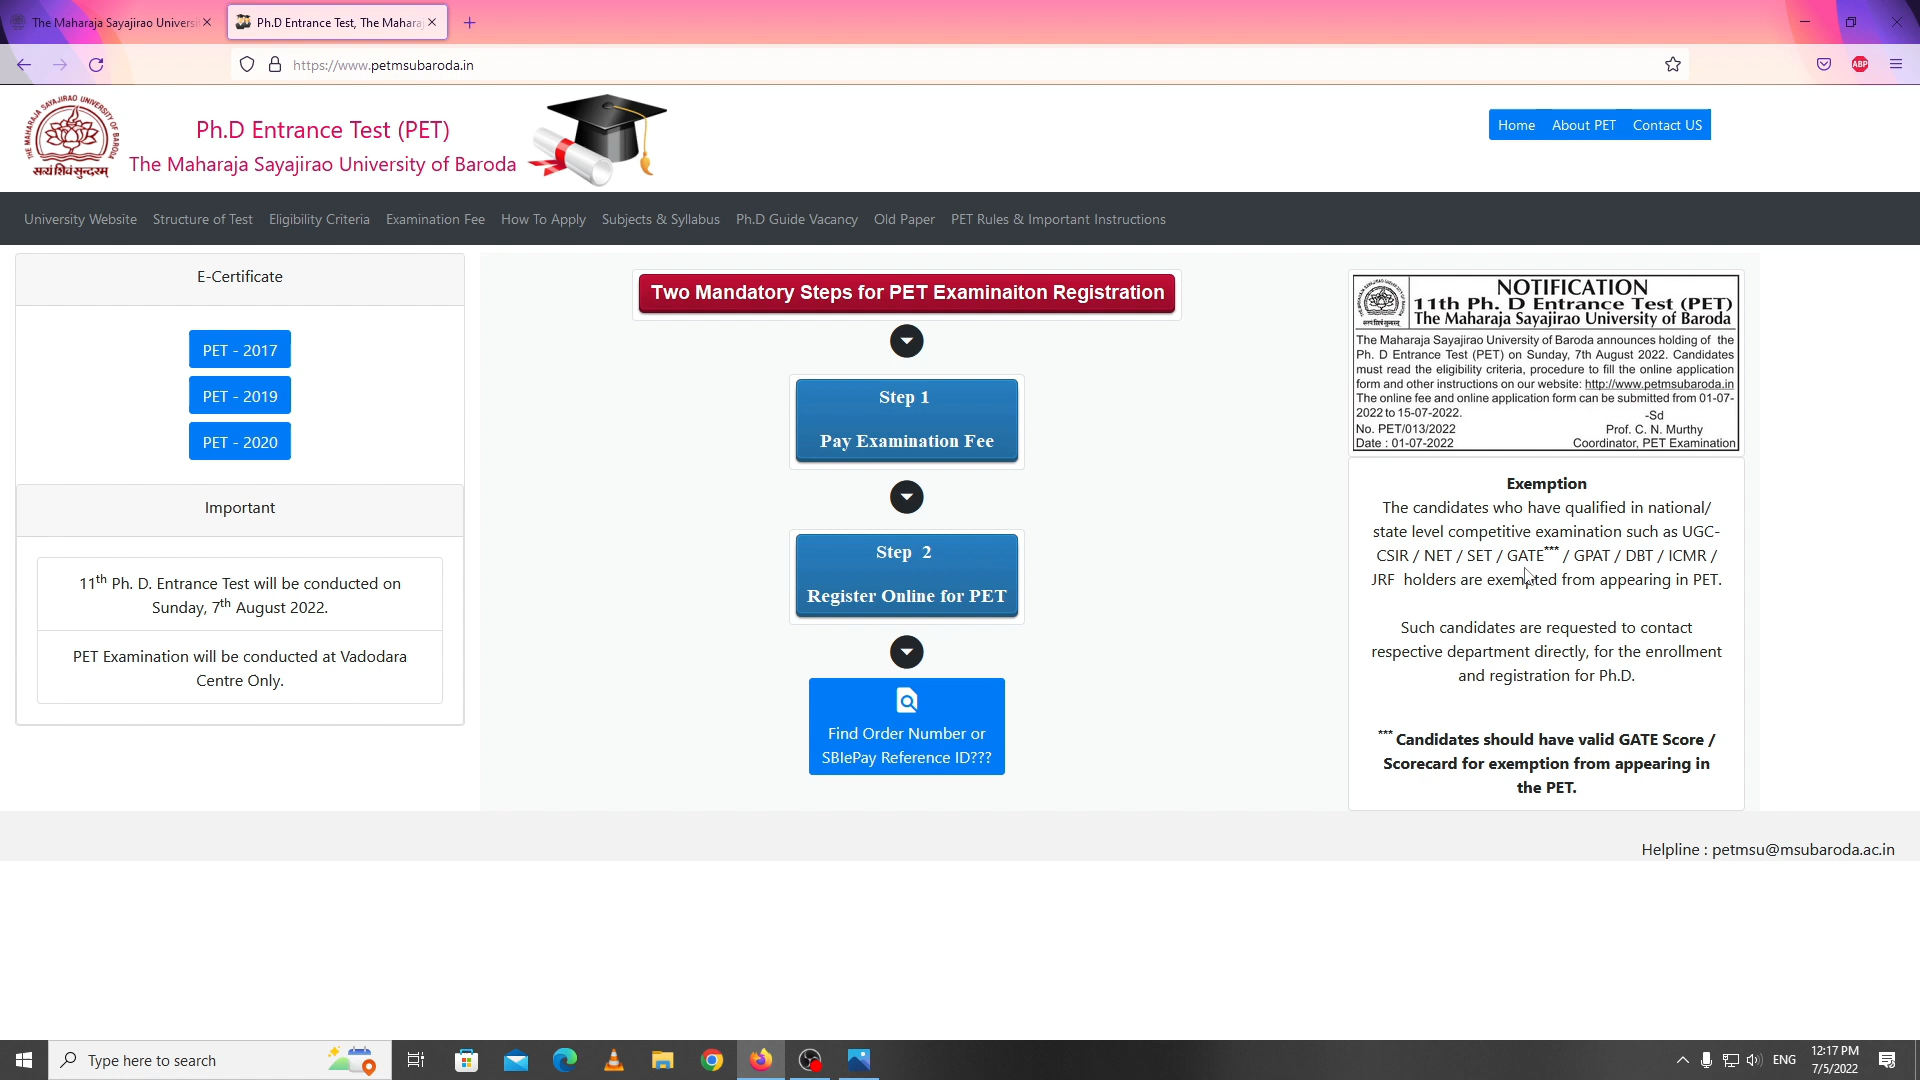 The Maharaja Sayajirao Universi
Ph.D Entrance Test, The Mahara
https://www.petmsubaroda.in
ABP
THE MAHARAJA SAYAJIRAO UNIVERSITY OF BARODA
सत्यं शिवं सुन्दरम्
Ph.D Entrance Test (PET)
The Maharaja Sayajirao University of Baroda
Home About PET Contact US
University Website Structure of Test Eligibility Criteria Examination Fee How To Apply Subjects & Syllabus Ph.D Guide Vacancy Old Paper PET Rules & Important Instructions
E-Certificate
PET - 2017
PET - 2019
PET - 2020
Important
11th Ph. D. Entrance Test will be conducted on
Sunday, 7th August 2022.
PET Examination will be conducted at Vadodara
Centre Only.
Two Mandatory Steps for PET Examinaiton Registration
Step 1
Pay Examination Fee
Step 2
Register Online for PET
Find Order Number or
SBIePay Reference ID???
NOTIFICATION
11th Ph. D Entrance Test (PET)
The Maharaja Sayajirao University of Baroda
The Maharaja Sayajirao University of Baroda announces holding of the
Ph. D Entrance Test (PET) on Sunday, 7th August 2022. Candidates
must read the eligibility criteria, procedure to fill the online application
form and other instructions on our website: http://www.petmsubaroda.in
The online fee and online application form can be submitted from 01-07-
2022 to 15-07-2022.
-Sd
No. PET/013/2022 Prof. C. N. Murthy
Date : 01-07-2022 Coordinator, PET Examination
Exemption
The candidates who have qualified in national/
state level competitive examination such as UGC-
CSIR / NET / SET / GATE*** / GPAT / DBT / ICMR /
JRF holders are exempted from appearing in PET.
Such candidates are requested to contact
respective department directly, for the enrollment
and registration for Ph.D.
*** Candidates should have valid GATE Score /
Scorecard for exemption from appearing in
the PET.
Helpline : petmsu@msubaroda.ac.in
Type here to search
ENG
12:17 PM
7/5/2022